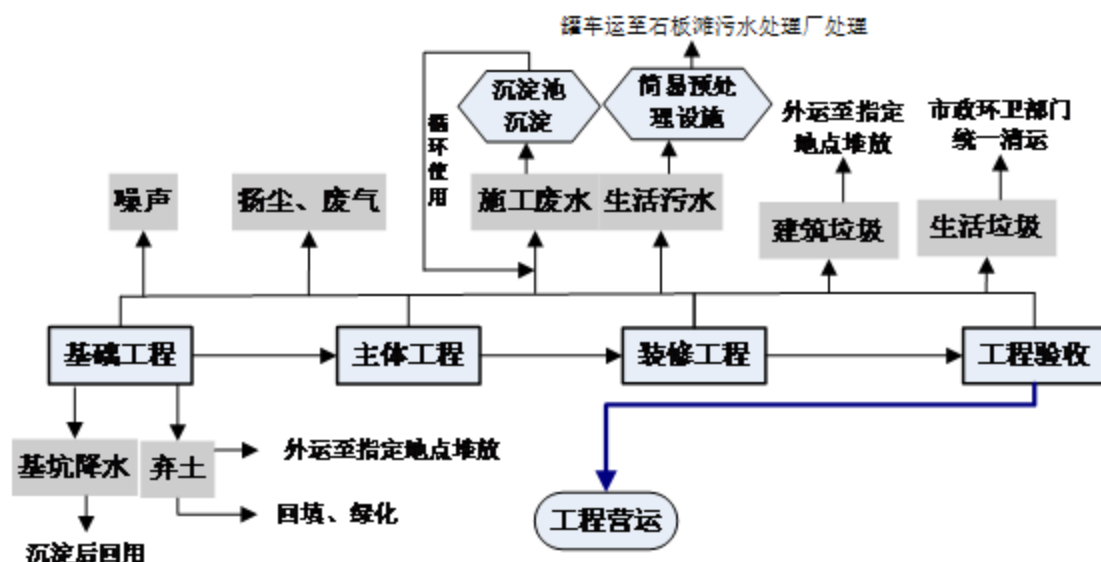 罐车运至石板滩污水处理厂处理
沉淀池
沉淀
简易预处
理设施
循环使用
外运至指定
地点堆放
市政环卫部门
统一清运
噪声
扬尘、废气
施工废水
生活污水
建筑垃圾
生活垃圾
基础工程
主体工程
装修工程
工程验收
基坑降水
弃土
外运至指定地点堆放
回填、绿化
工程营运
沉淀后回用